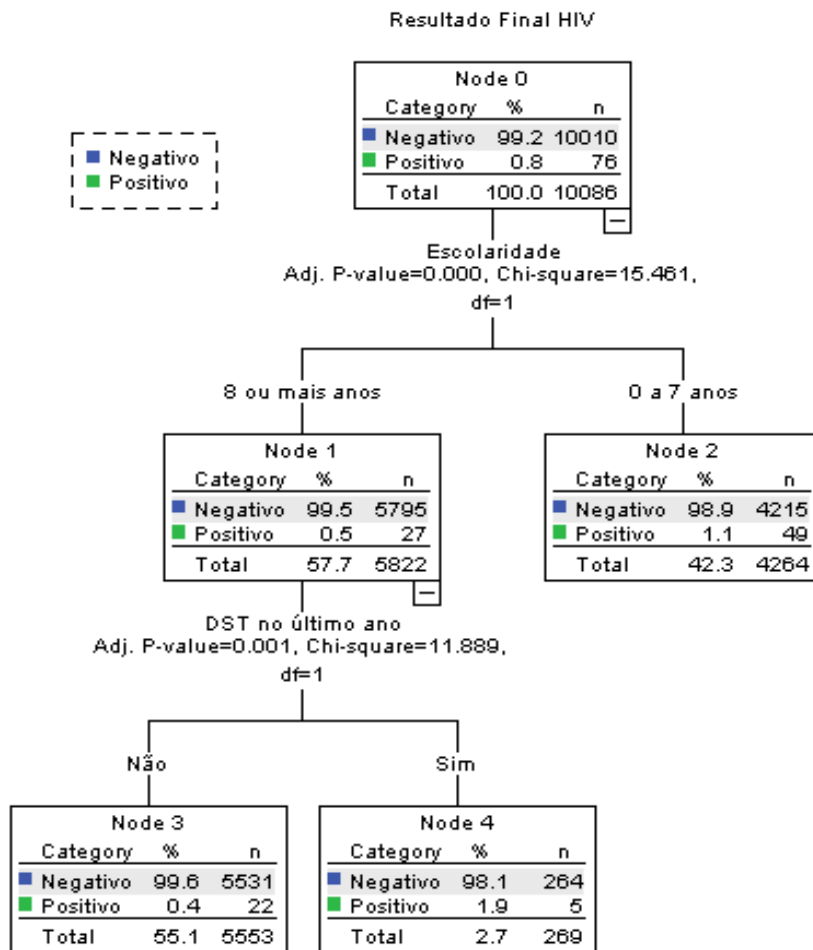 Resultado Final HIV
Negativo
Positivo
Node 0
Category % n
Negativo 99.2 10010
Positivo 0.8 76
Total 100.0 10086
Escolaridade
Adj. P-value=0.000, Chi-square=15.461,
df=1
8 ou mais anos
0 a 7 anos
Node 1
Category % n
Negativo 99.5 5795
Positivo 0.5 27
Total 57.7 5822
Node 2
Category % n
Negativo 98.9 4215
Positivo 1.1 49
Total 42.3 4264
DST no último ano
Adj. P-value=0.001, Chi-square=11.889,
df=1
Não
Sim
Node 3
Category % n
Negativo 99.6 5531
Positivo 0.4 22
Total 55.1 5553
Node 4
Category % n
Negativo 98.1 264
Positivo 1.9 5
Total 2.7 269